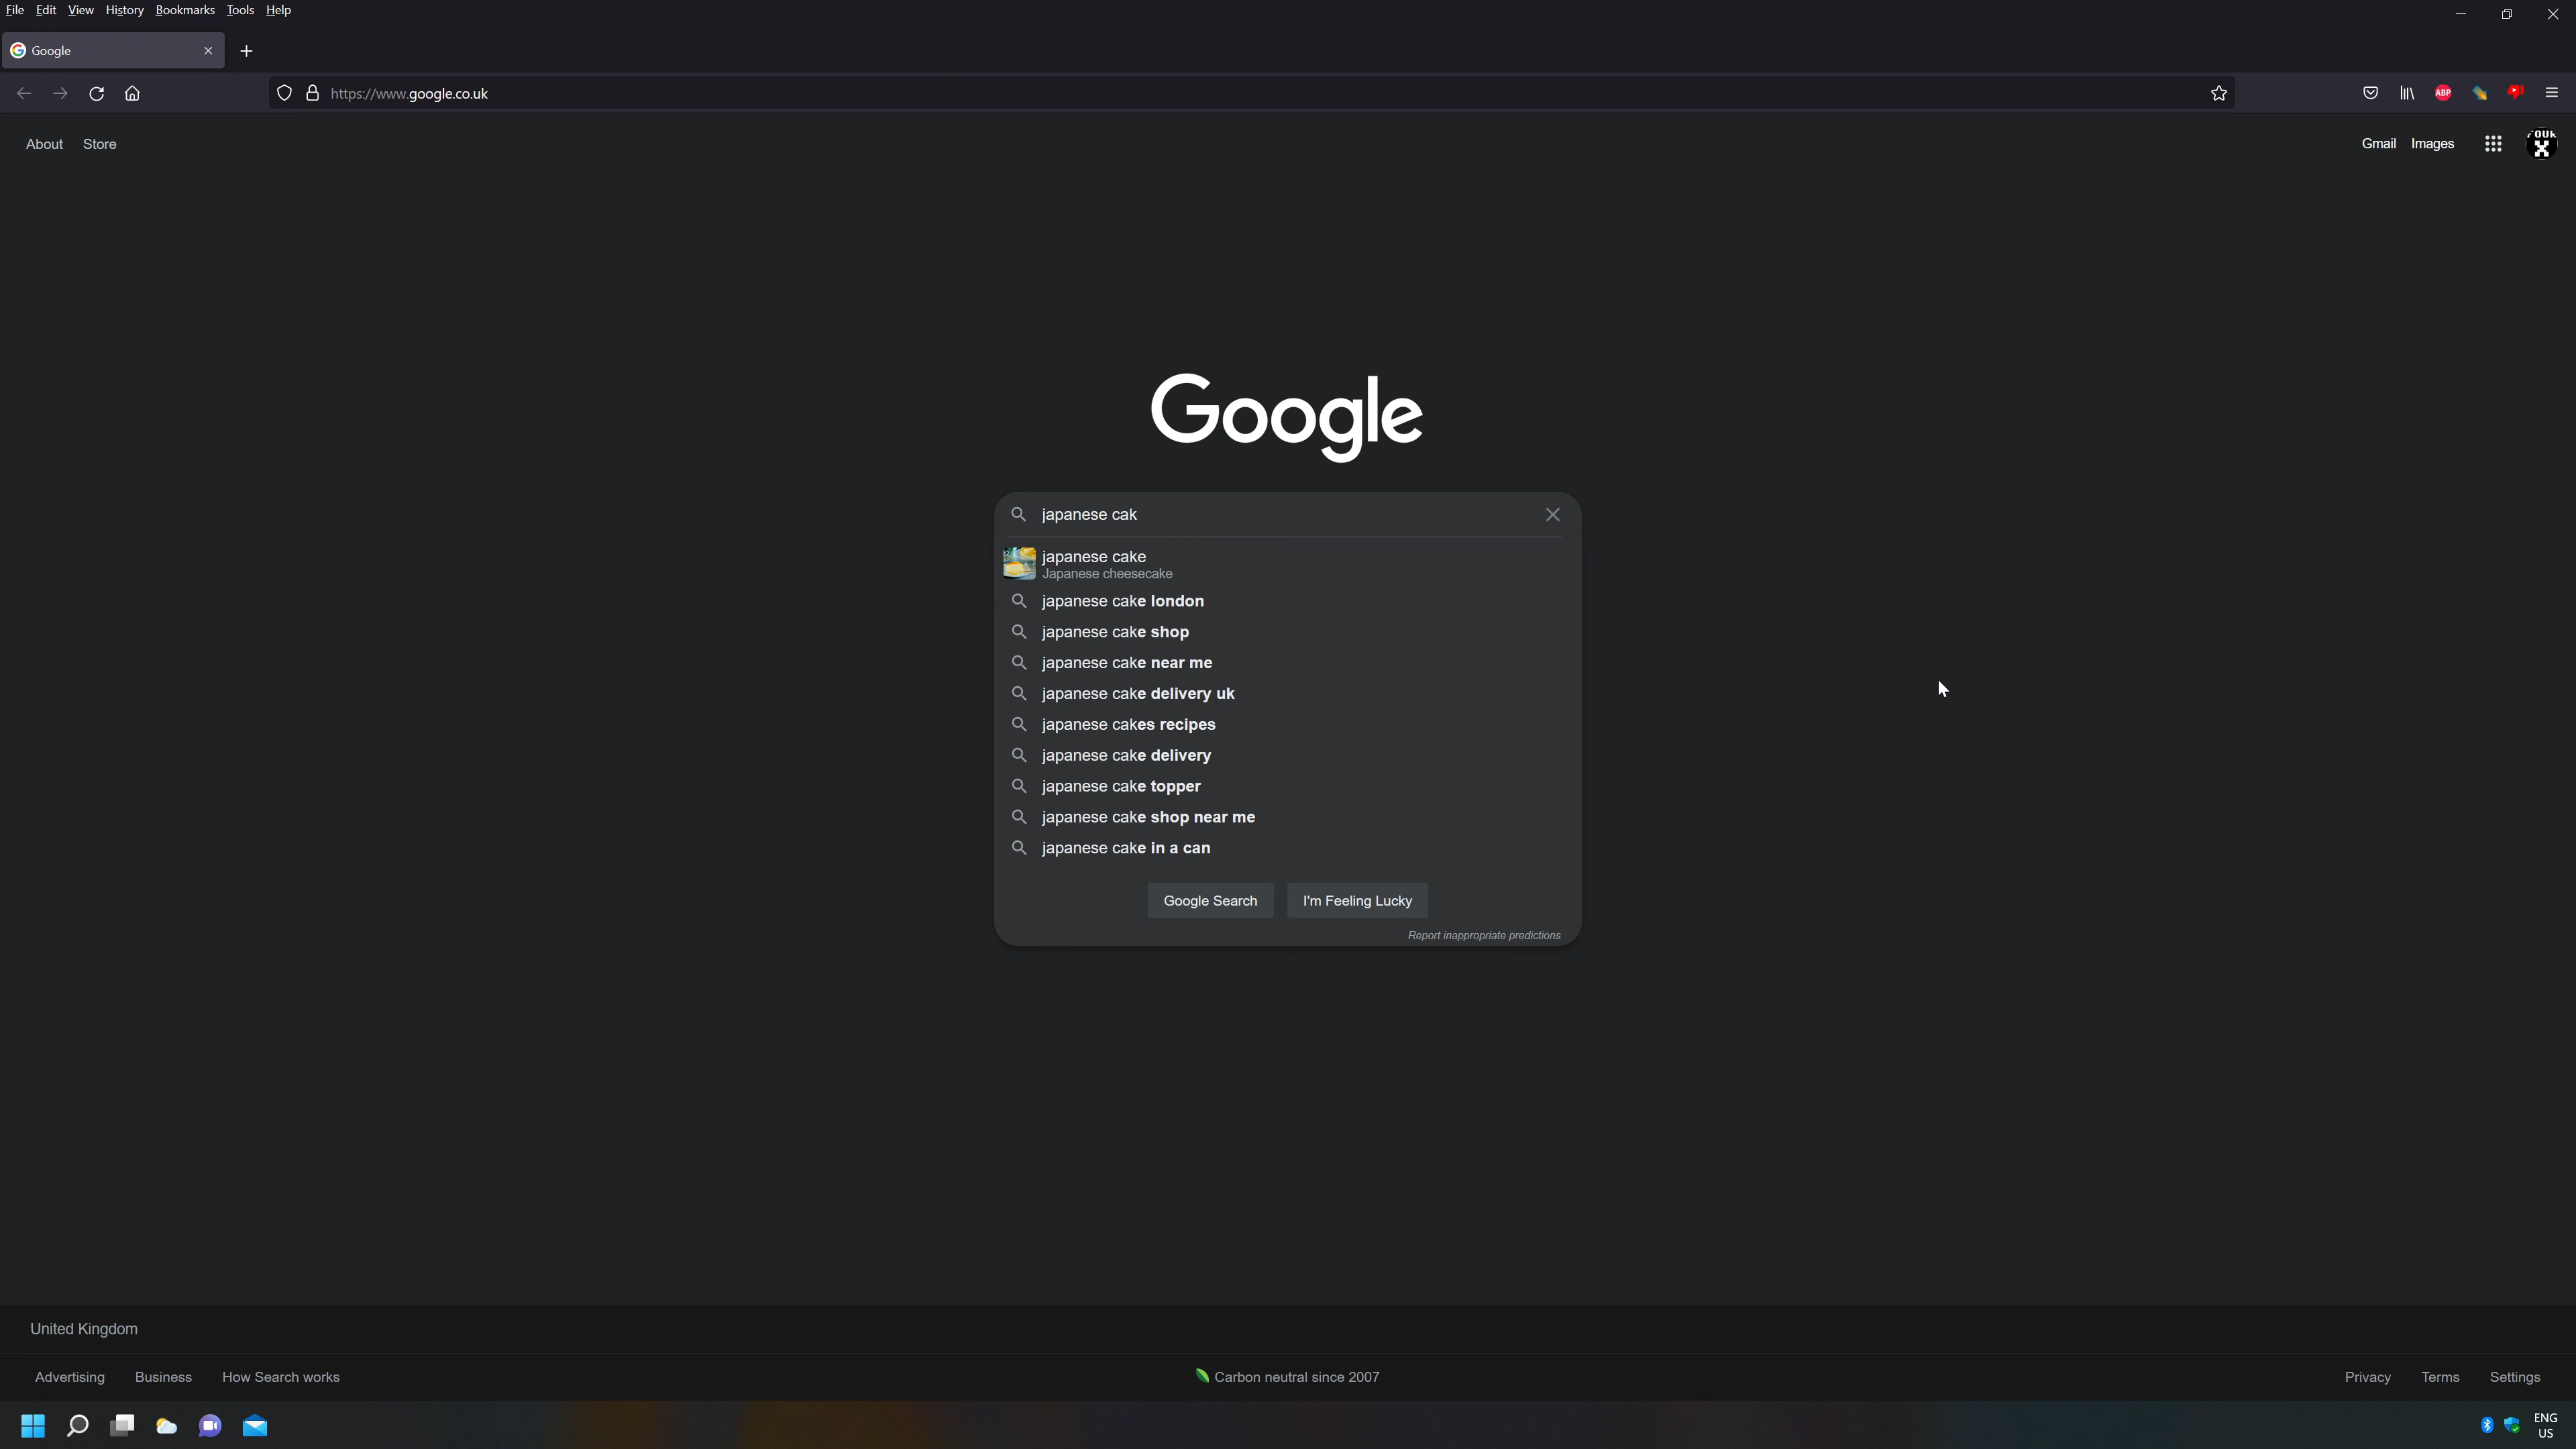 File Edit View History Bookmarks Tools Help
Google
https://www.google.co.uk
ABP
About Store
Gmail Images
Google
japanese cak
japanese cake
Japanese cheesecake
japanese cake london
japanese cake shop
japanese cake near me
japanese cake delivery uk
japanese cakes recipes
japanese cake delivery
japanese cake topper
japanese cake shop near me
japanese cake in a can
Google Search I'm Feeling Lucky
Report inappropriate predictions
United Kingdom
Advertising Business How Search works
Carbon neutral since 2007
Privacy Terms Settings
ENG
US